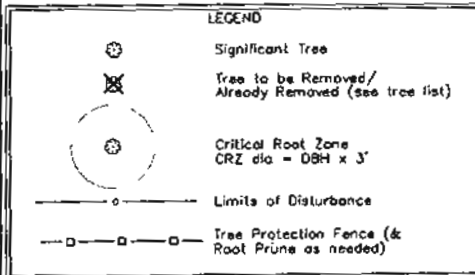 LEGEND
Significant Tree
Tree to be Removed/
Already Removed (see tree list)
Critical Root Zone
CRZ dia = DBH x 3'
Limits of Disturbance
Tree Protection Fence (&
Root Prune as needed)